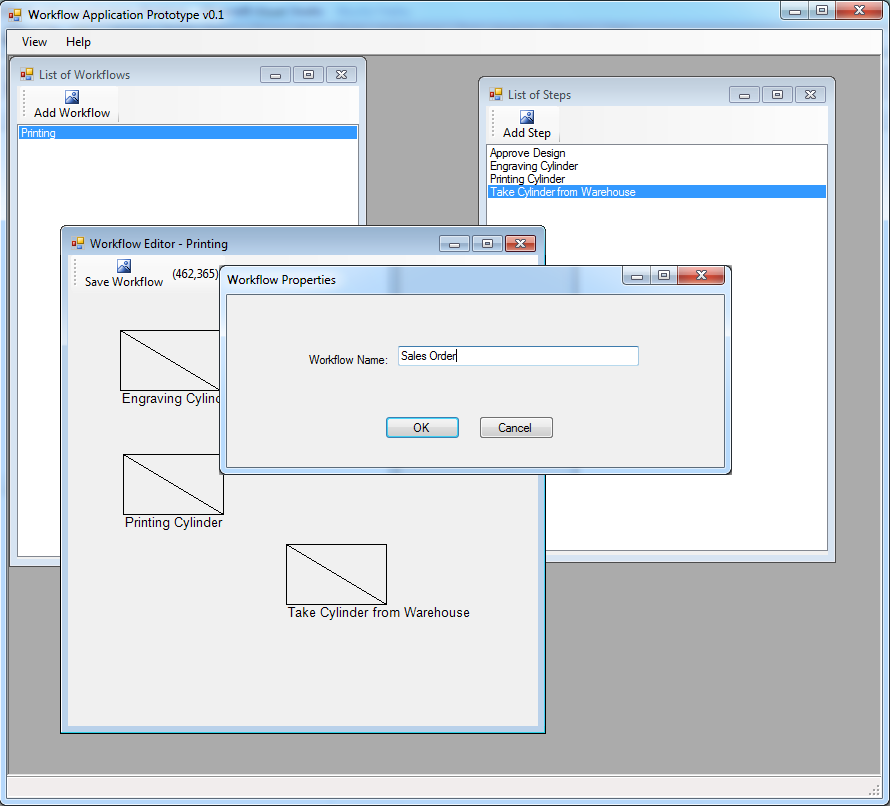 Workflow Application Prototype v0.1
View Help
List of Workflows
Add Workflow
Printing
List of Steps
Add Step
Approve Design
Engraving Cylinder
Printing Cylinder
Take Cylinder from Warehouse
Workflow Editor - Printing
Save Workflow (462,365)
Engraving Cylind
Printing Cylinder
Take Cylinder from Warehouse
Workflow Properties
Workflow Name: Sales Order
OK Cancel